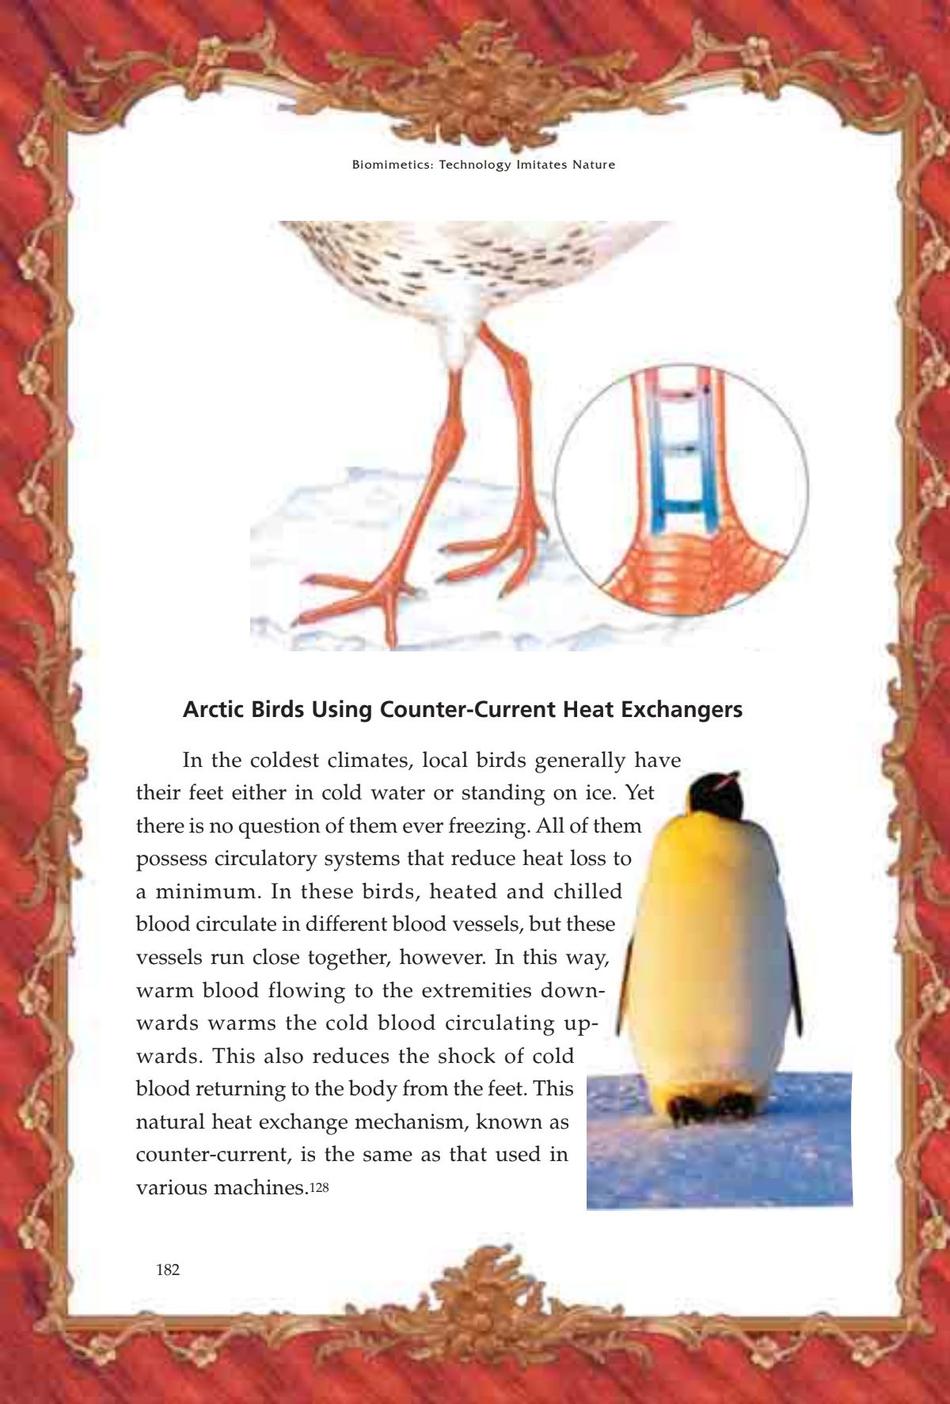 Biomimetics: Technology Imitates Nature
Arctic Birds Using Counter-Current Heat Exchangers
In the coldest climates, local birds generally have
their feet either in cold water or standing on ice. Yet
there is no question of them ever freezing. All of them
possess circulatory systems that reduce heat loss to
a minimum. In these birds, heated and chilled
blood circulate in different blood vessels, but these
vessels run close together, however. In this way,
warm blood flowing to the extremities down-
wards warms the cold blood circulating up-
wards. This also reduces the shock of cold
blood returning to the body from the feet. This
natural heat exchange mechanism, known as
counter-current, is the same as that used in
various machines.128
182